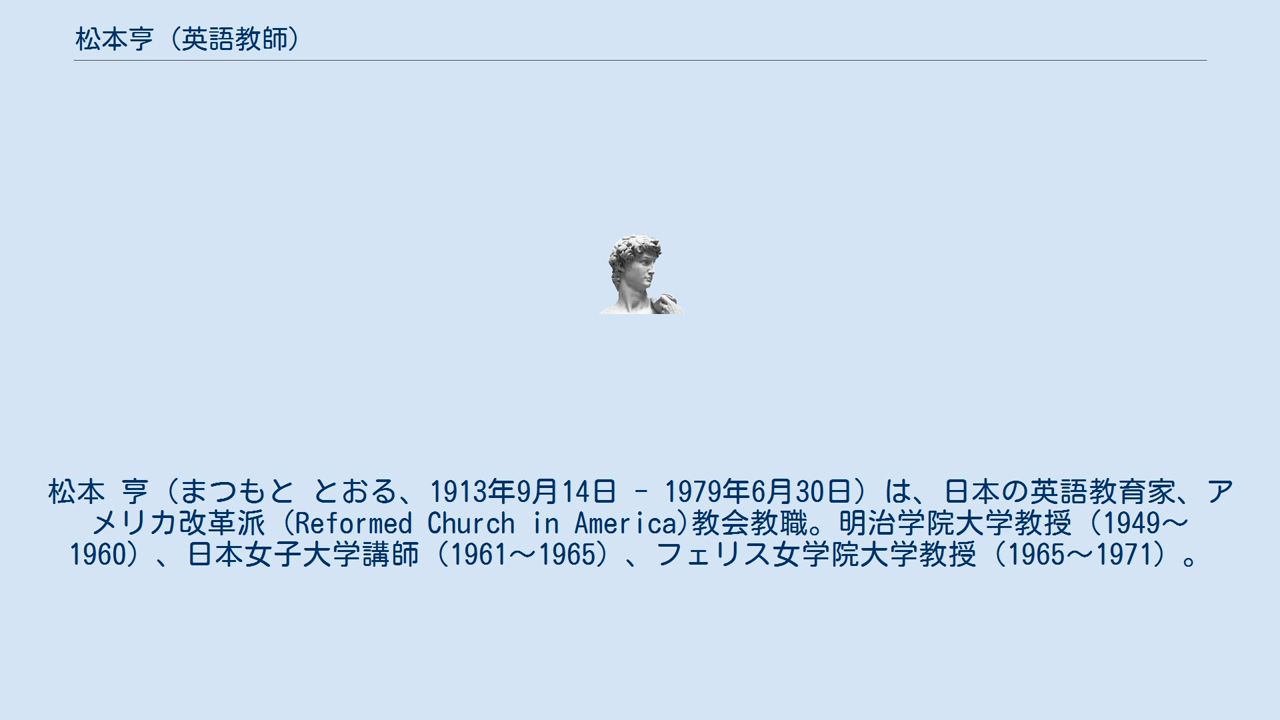 松本亨（英語教師）
松本 亨（まつもと とおる、1913年9月14日 - 1979年6月30日）は、日本の英語教育家、ア
メリカ改革派（Reformed Church in America)教会教職。明治学院大学教授（1949〜
1960）、日本女子大学講師（1961〜1965）、フェリス女学院大学教授（1965〜1971）。